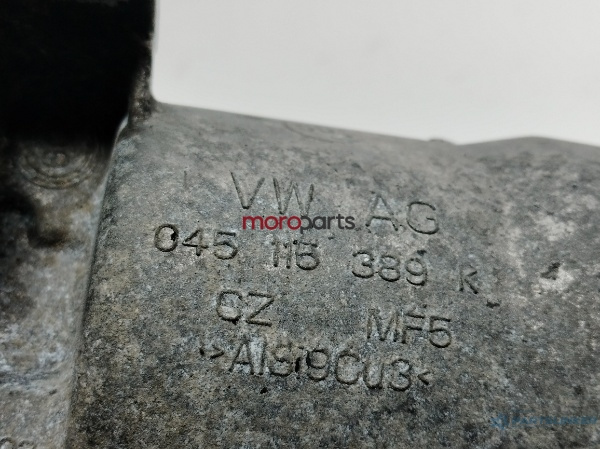 VW AG
moroparts
045 115 389 K
CZ MF5
>AlSi9Cu3<